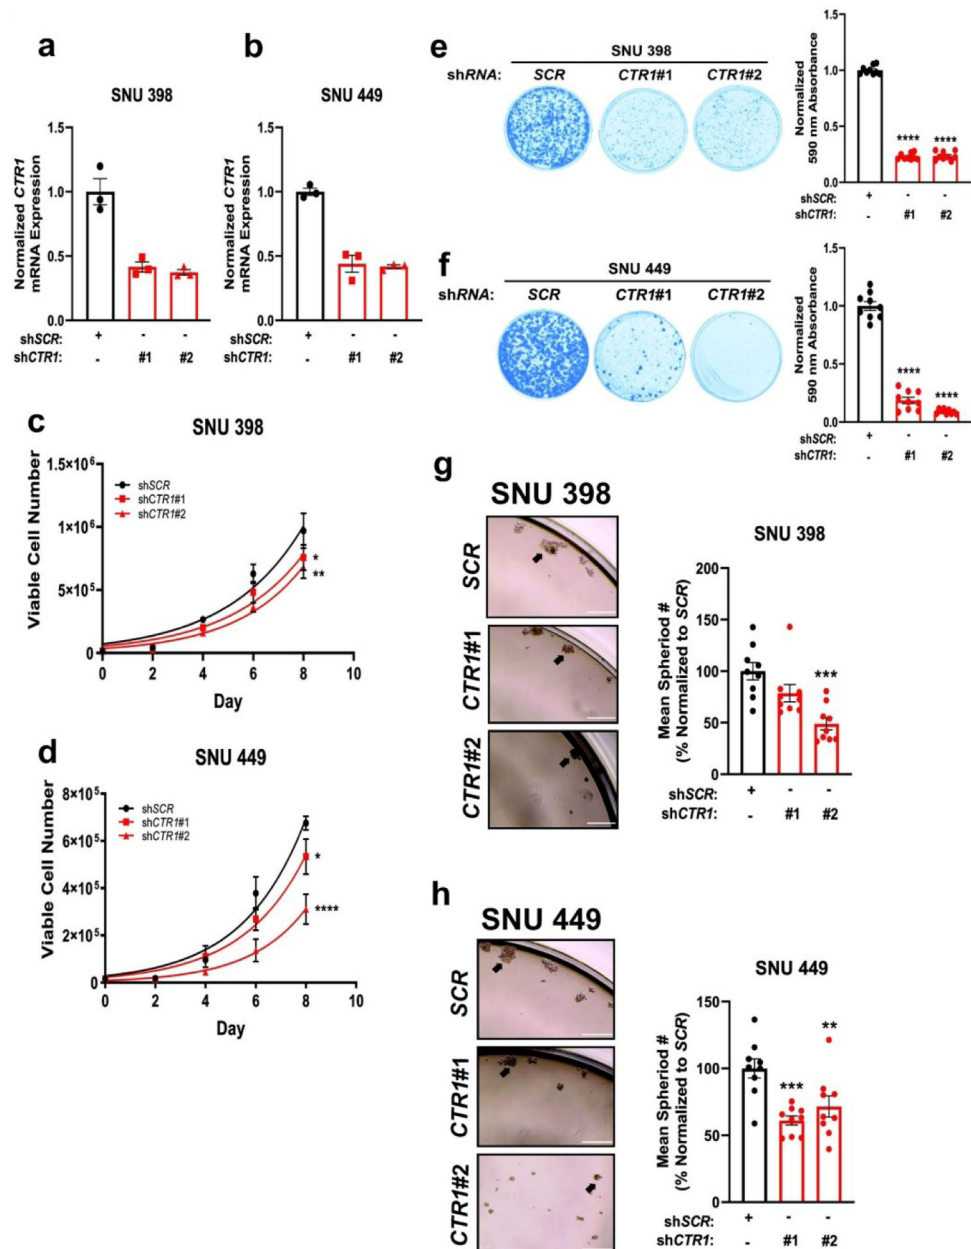 a
SNU 398
Normalized CTR1
mRNA Expression
1.5
1.0
0.5
0.0
shSCR: + - -
shCTR1: - #1 #2
b
SNU 449
Normalized CTR1
mRNA Expression
1.5
1.0
0.5
0.0
shSCR: + - -
shCTR1: - #1 #2
c
SNU 398
Viable Cell Number
1.5×10⁶
1×10⁶
5×10⁵
0
shSCR
shCTR1#1
shCTR1#2
*
**
0 2 4 6 8 10
Day
d
SNU 449
Viable Cell Number
8×10⁵
6×10⁵
4×10⁵
2×10⁵
0
shSCR
shCTR1#1
shCTR1#2
*
****
0 2 4 6 8 10
Day
e
SNU 398
shRNA: SCR CTR1#1 CTR1#2
Normalized
590 nm Absorbance
1.5
1.0
0.5
0.0
**** ****
shSCR: + - -
shCTR1: - #1 #2
f
SNU 449
shRNA: SCR CTR1#1 CTR1#2
Normalized
590 nm Absorbance
1.5
1.0
0.5
0.0
****
****
shSCR: + - -
shCTR1: - #1 #2
g
SNU 398
SCR
CTR1#1
CTR1#2
SNU 398
Mean Spheriod #
(% Normalized to SCR)
200
150
100
50
0
***
shSCR: + - -
shCTR1: - #1 #2
h
SNU 449
SCR
CTR1#1
CTR1#2
SNU 449
Mean Spheriod #
(% Normalized to SCR)
150
100
50
0
***
**
shSCR: + - -
shCTR1: - #1 #2